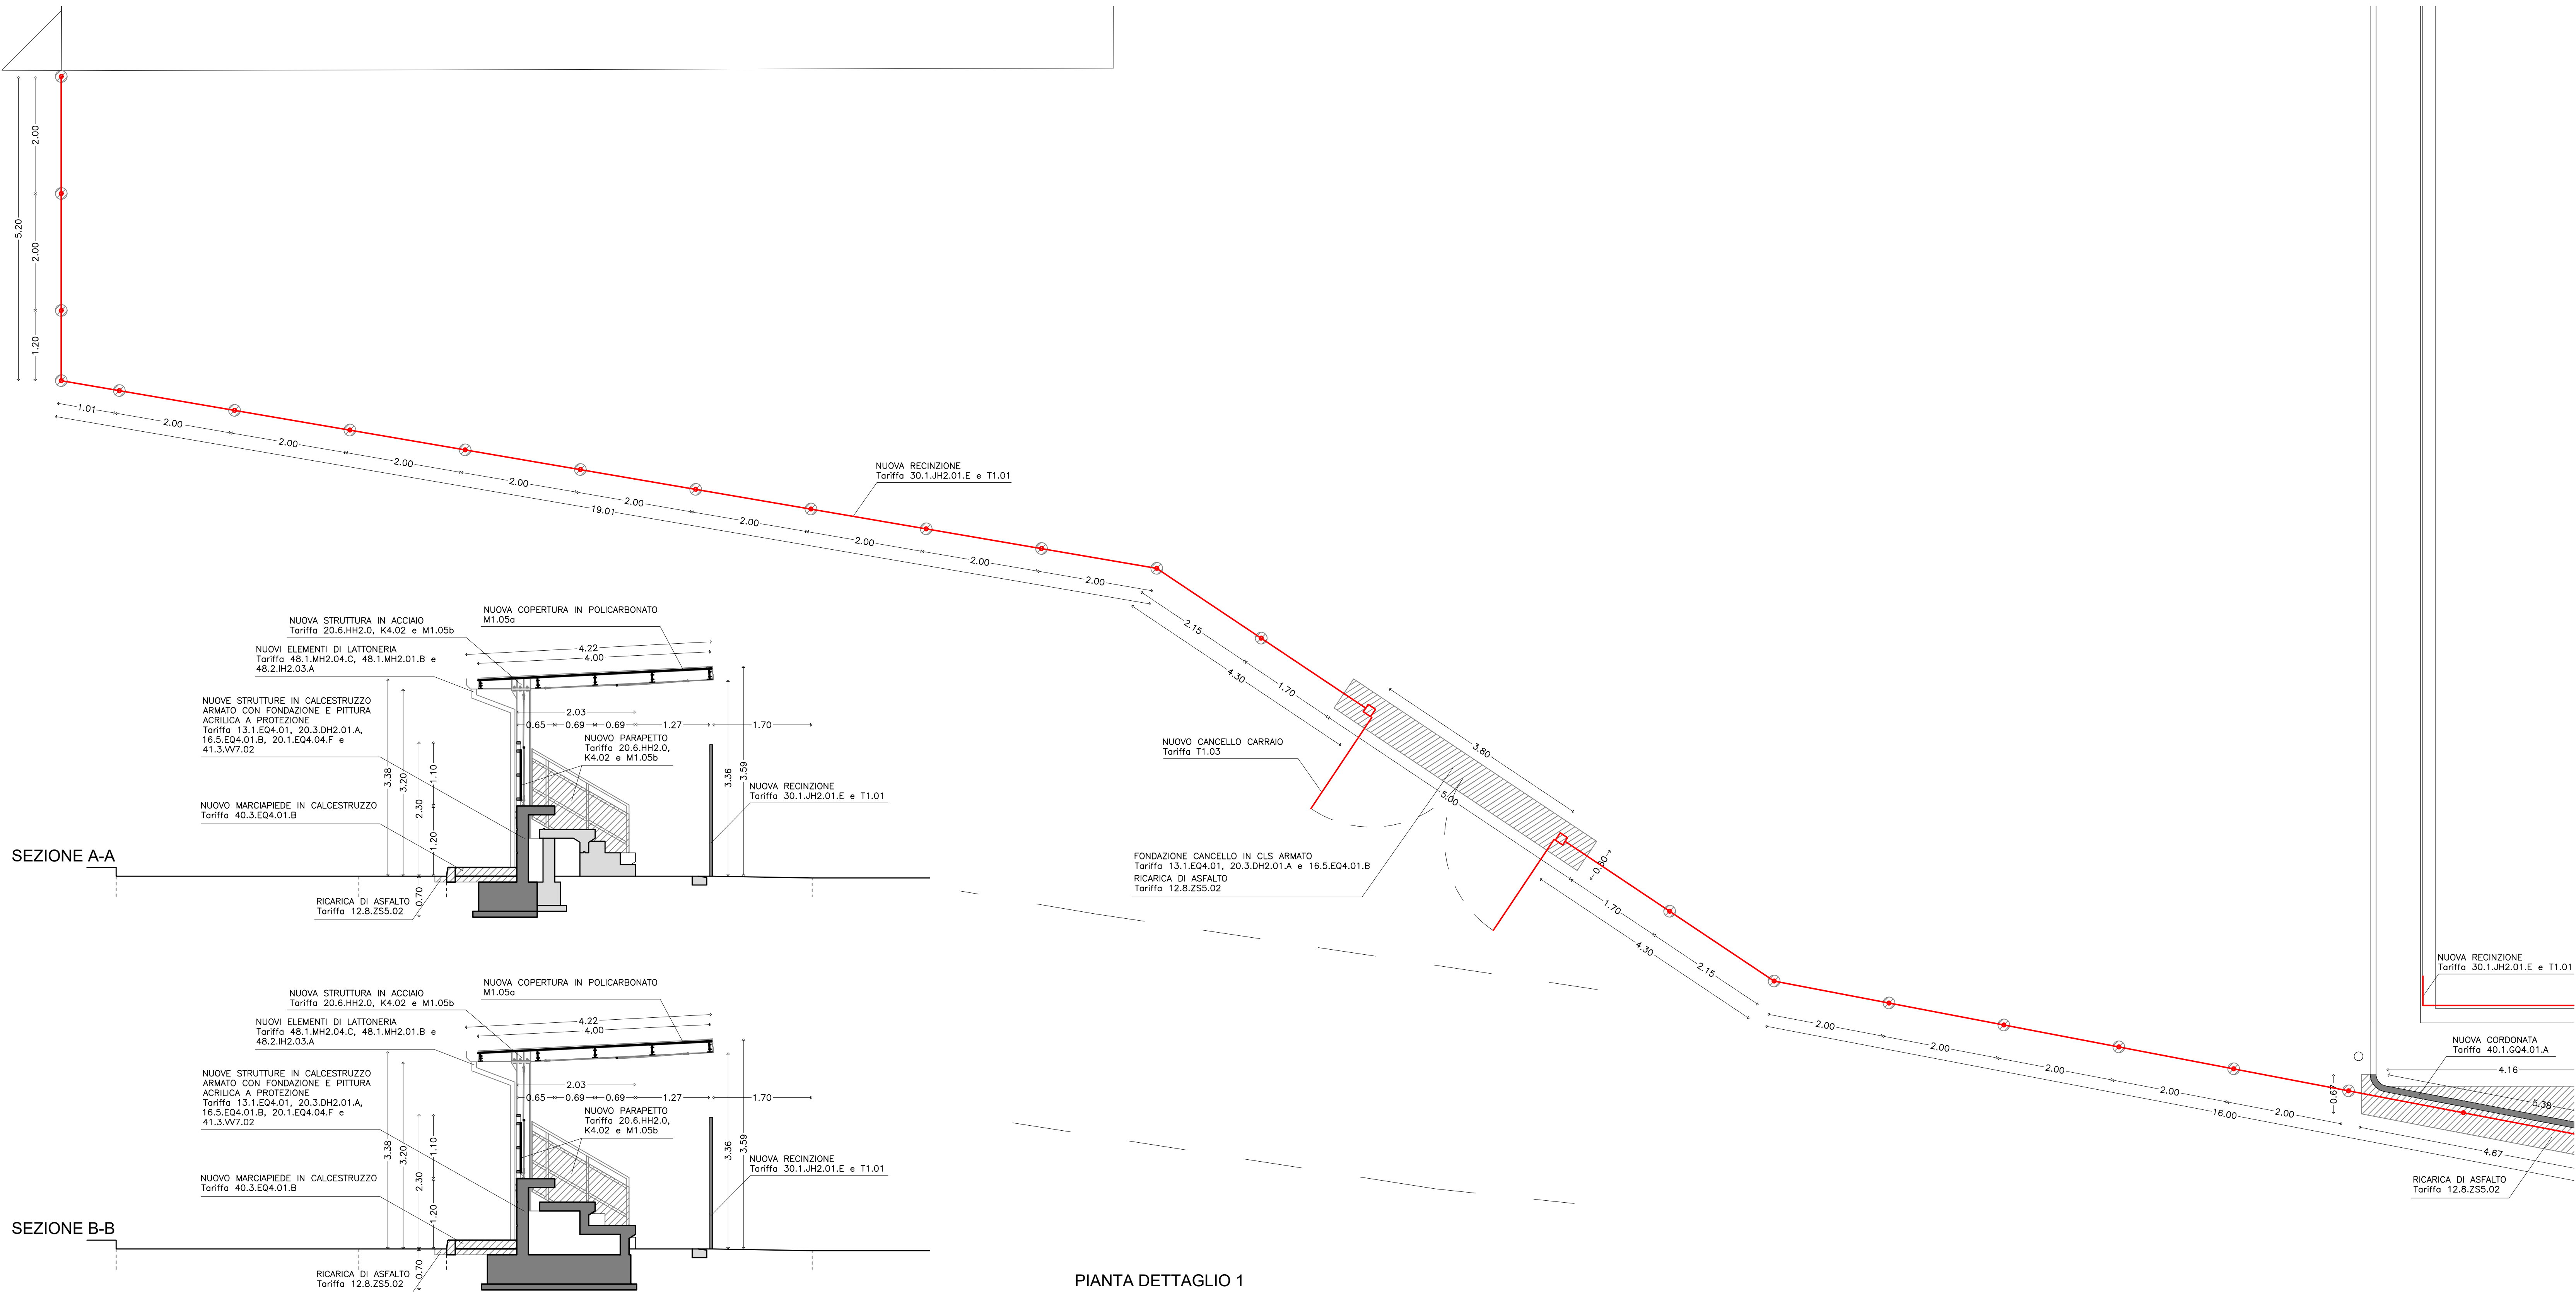 2.00
2.00
1.20
5.20
1.01
2.00
2.00
2.00
2.00
2.00
2.00
2.00
2.00
2.00
19.01
NUOVA RECINZIONE
Tariffa 30.1.JH2.01.E e T1.01
2.15
1.70
4.30
3.80
5.00
0.60
NUOVO CANCELLO CARRAIO
Tariffa T1.03
FONDAZIONE CANCELLO IN CLS ARMATO
Tariffa 13.1.EQ4.01, 20.3.DH2.01.A e 16.5.EQ4.01.B
RICARICA DI ASFALTO
Tariffa 12.8.ZS5.02
1.70
2.15
4.30
2.00
2.00
2.00
2.00
2.00
16.00
NUOVA RECINZIONE
Tariffa 30.1.JH2.01.E e T1.01
NUOVA CORDONATA
Tariffa 40.1.GQ4.01.A
4.16
0.67
5.38
4.67
RICARICA DI ASFALTO
Tariffa 12.8.ZS5.02
NUOVA COPERTURA IN POLICARBONATO
M1.05a
NUOVA STRUTTURA IN ACCIAIO
Tariffa 20.6.HH2.0, K4.02 e M1.05b
NUOVI ELEMENTI DI LATTONERIA
Tariffa 48.1.MH2.04.C, 48.1.MH2.01.B e
48.2.IH2.03.A
4.22
4.00
NUOVE STRUTTURE IN CALCESTRUZZO
ARMATO CON FONDAZIONE E PITTURA
ACRILICA A PROTEZIONE
Tariffa 13.1.EQ4.01, 20.3.DH2.01.A,
16.5.EQ4.01.B, 20.1.EQ4.04.F e
41.3.VV7.02
2.03
0.65
0.69
0.69
1.27
1.70
NUOVO PARAPETTO
Tariffa 20.6.HH2.0,
K4.02 e M1.05b
3.38
3.20
2.30
1.10
1.20
0.70
3.36
3.59
NUOVA RECINZIONE
Tariffa 30.1.JH2.01.E e T1.01
NUOVO MARCIAPIEDE IN CALCESTRUZZO
Tariffa 40.3.EQ4.01.B
SEZIONE A-A
RICARICA DI ASFALTO
Tariffa 12.8.ZS5.02
NUOVA COPERTURA IN POLICARBONATO
M1.05a
NUOVA STRUTTURA IN ACCIAIO
Tariffa 20.6.HH2.0, K4.02 e M1.05b
NUOVI ELEMENTI DI LATTONERIA
Tariffa 48.1.MH2.04.C, 48.1.MH2.01.B e
48.2.IH2.03.A
4.22
4.00
NUOVE STRUTTURE IN CALCESTRUZZO
ARMATO CON FONDAZIONE E PITTURA
ACRILICA A PROTEZIONE
Tariffa 13.1.EQ4.01, 20.3.DH2.01.A,
16.5.EQ4.01.B, 20.1.EQ4.04.F e
41.3.VV7.02
2.03
0.65
0.69
0.69
1.27
1.70
NUOVO PARAPETTO
Tariffa 20.6.HH2.0,
K4.02 e M1.05b
3.38
3.20
2.30
1.10
1.20
0.70
3.36
3.59
NUOVA RECINZIONE
Tariffa 30.1.JH2.01.E e T1.01
NUOVO MARCIAPIEDE IN CALCESTRUZZO
Tariffa 40.3.EQ4.01.B
SEZIONE B-B
RICARICA DI ASFALTO
Tariffa 12.8.ZS5.02
PIANTA DETTAGLIO 1